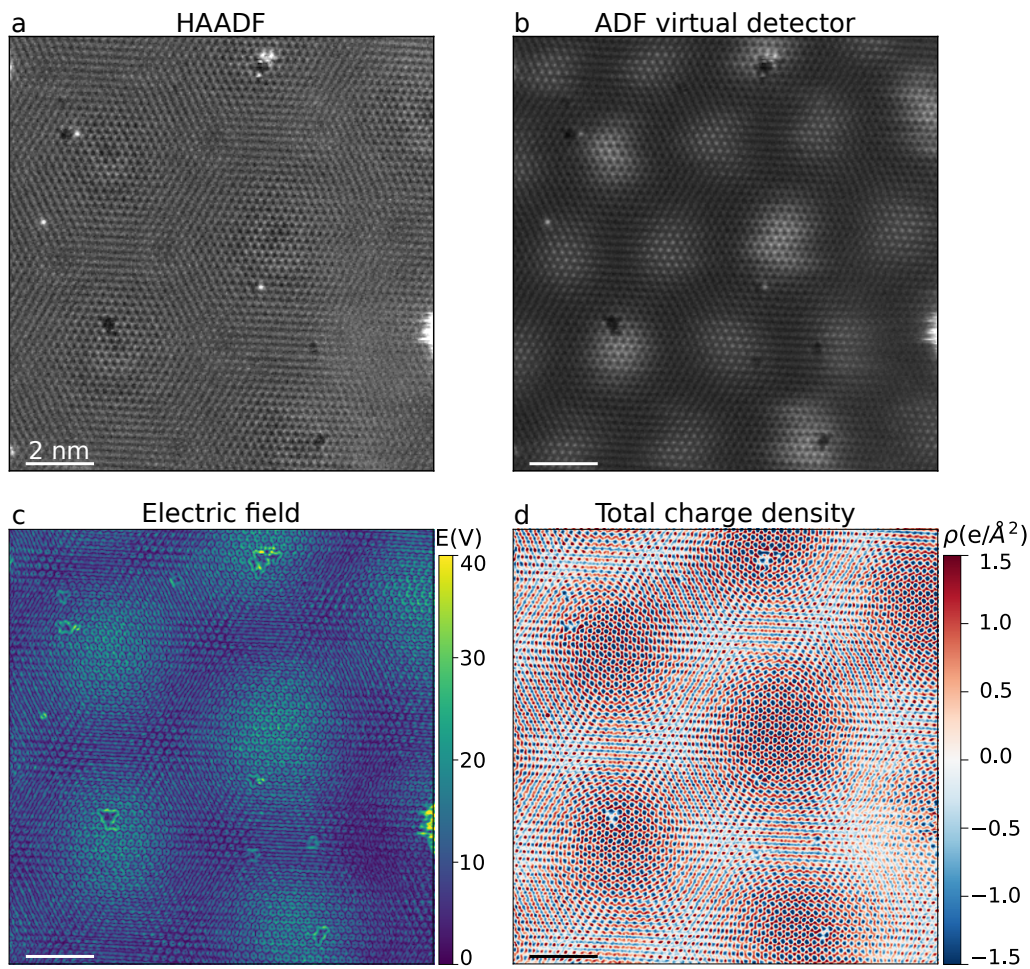 a HAADF
b ADF virtual detector
2 nm
c Electric field
E(V)
40
30
20
10
0
d Total charge density
ρ(e/Å²)
1.5
1.0
0.5
0.0
−0.5
−1.0
−1.5